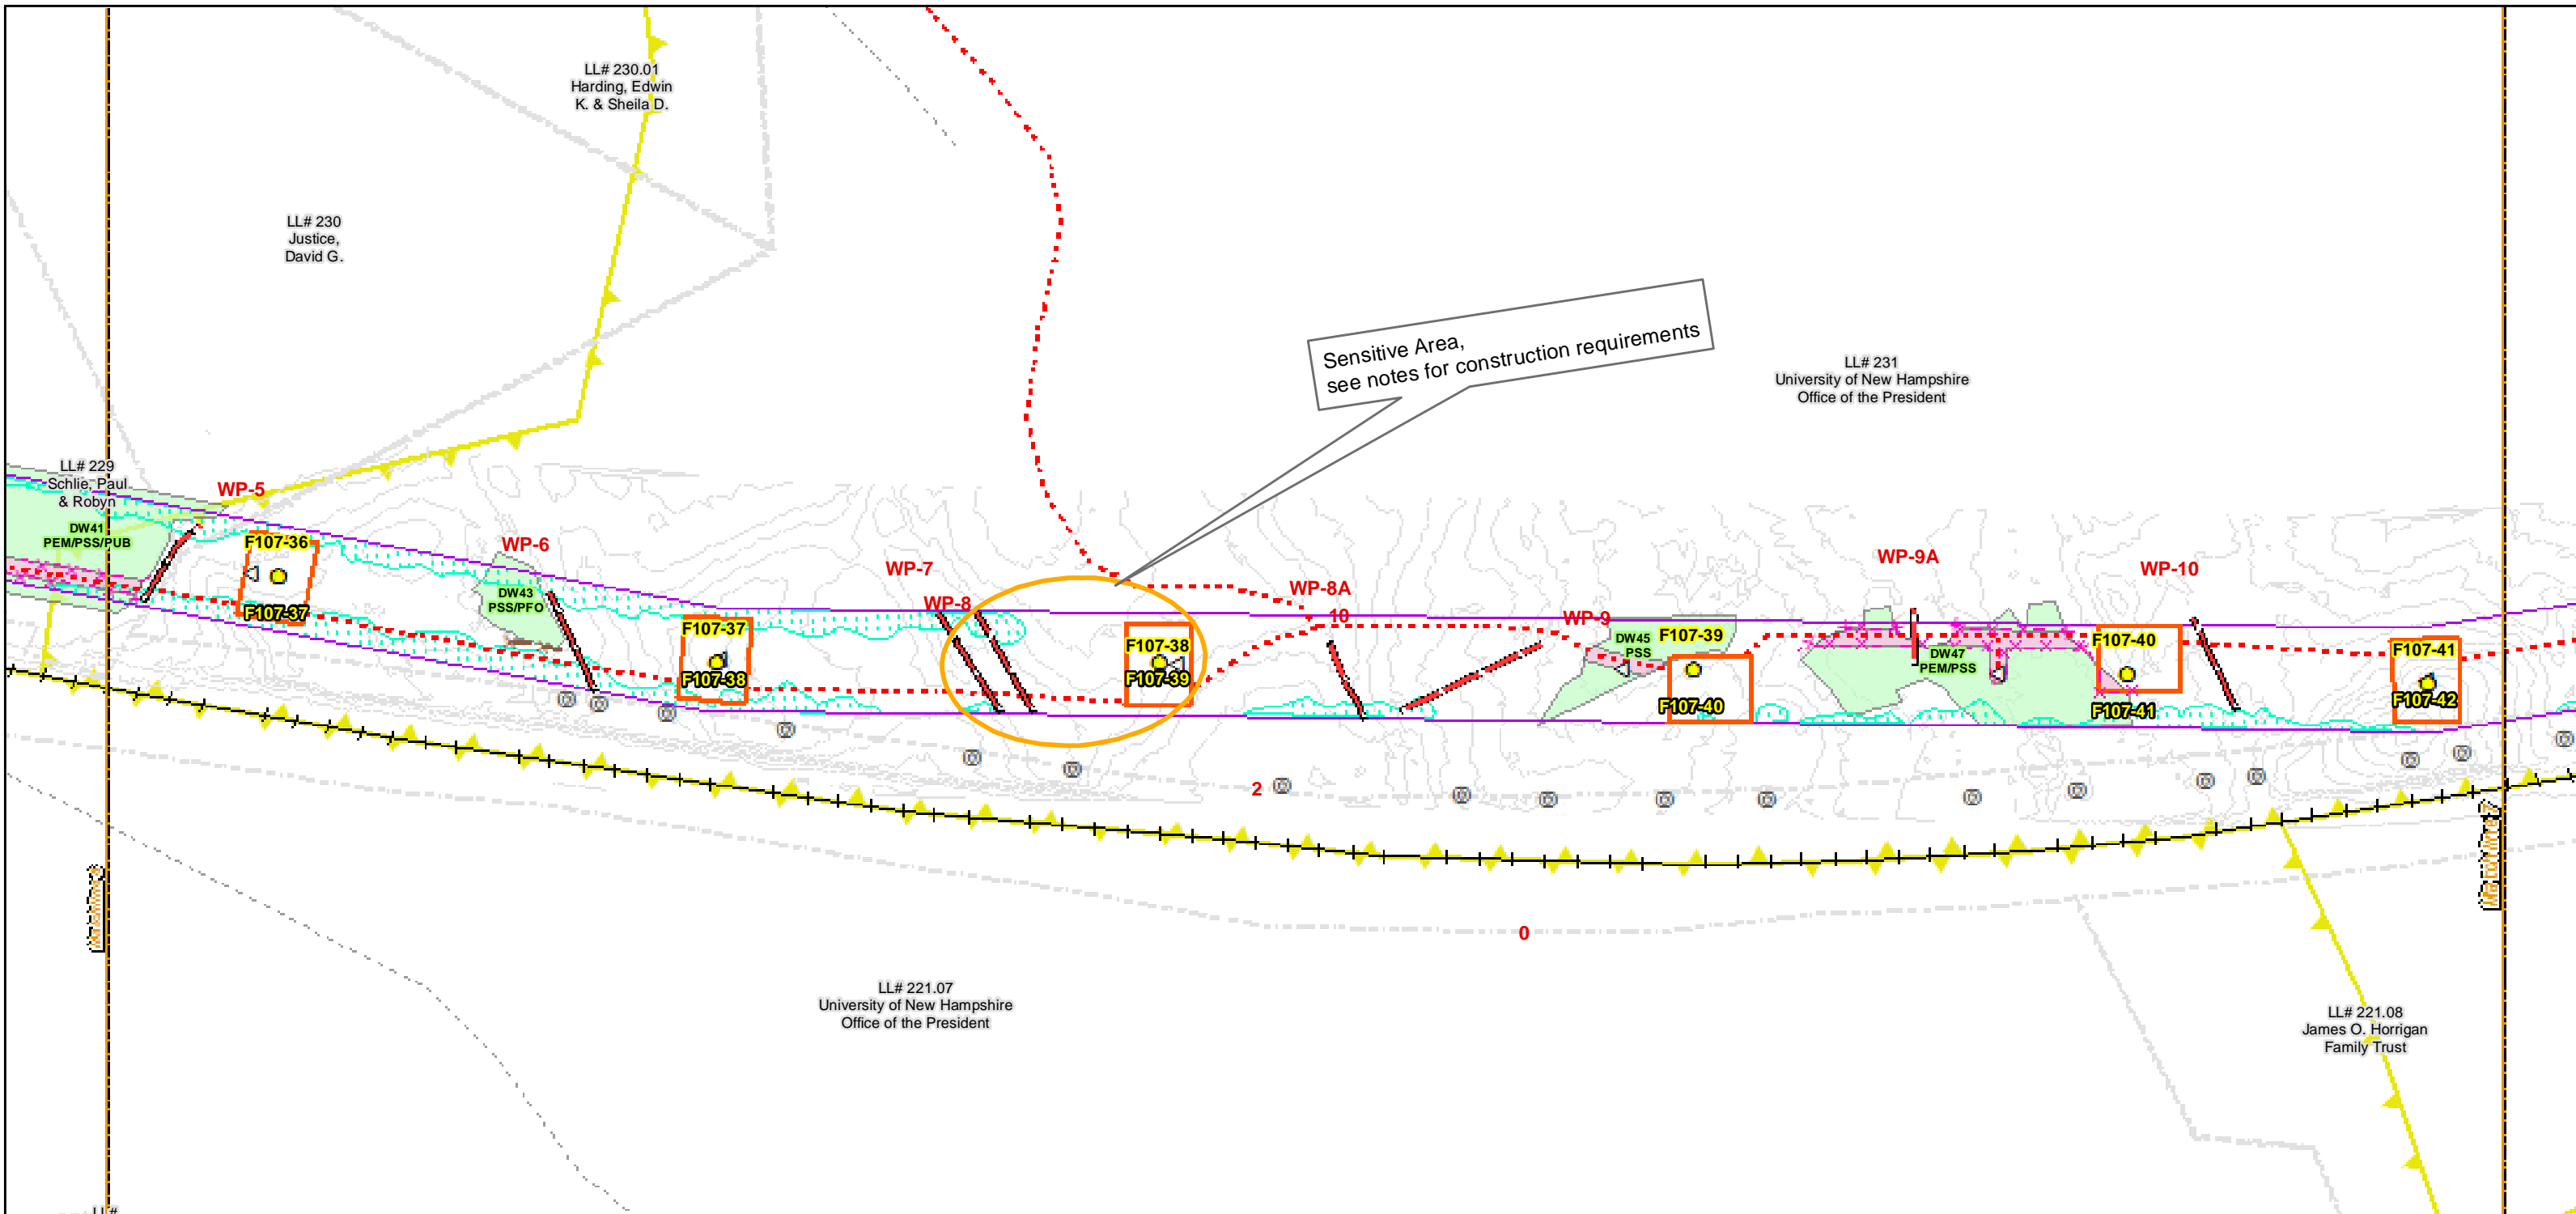 LL# 230.01
Harding, Edwin
K. & Sheila D.
LL# 230
Justice,
David G.
Sensitive Area,
see notes for construction requirements
LL# 231
University of New Hampshire
Office of the President
LL# 229
Schlie, Paul
& Robyn
DW41
PEM/PSS/PUB
WP-5
F107-36
F107-37
WP-6
DW43
PSS/PFO
F107-37
F107-38
WP-7
WP-8
F107-38
F107-39
WP-8A
10
WP-9
DW45
PSS
F107-39
F107-40
WP-9A
DW47
PEM/PSS
WP-10
F107-40
F107-41
F107-41
F107-42
2
0
LL# 221.07
University of New Hampshire
Office of the President
LL# 221.08
James O. Horrigan
Family Trust
LL#